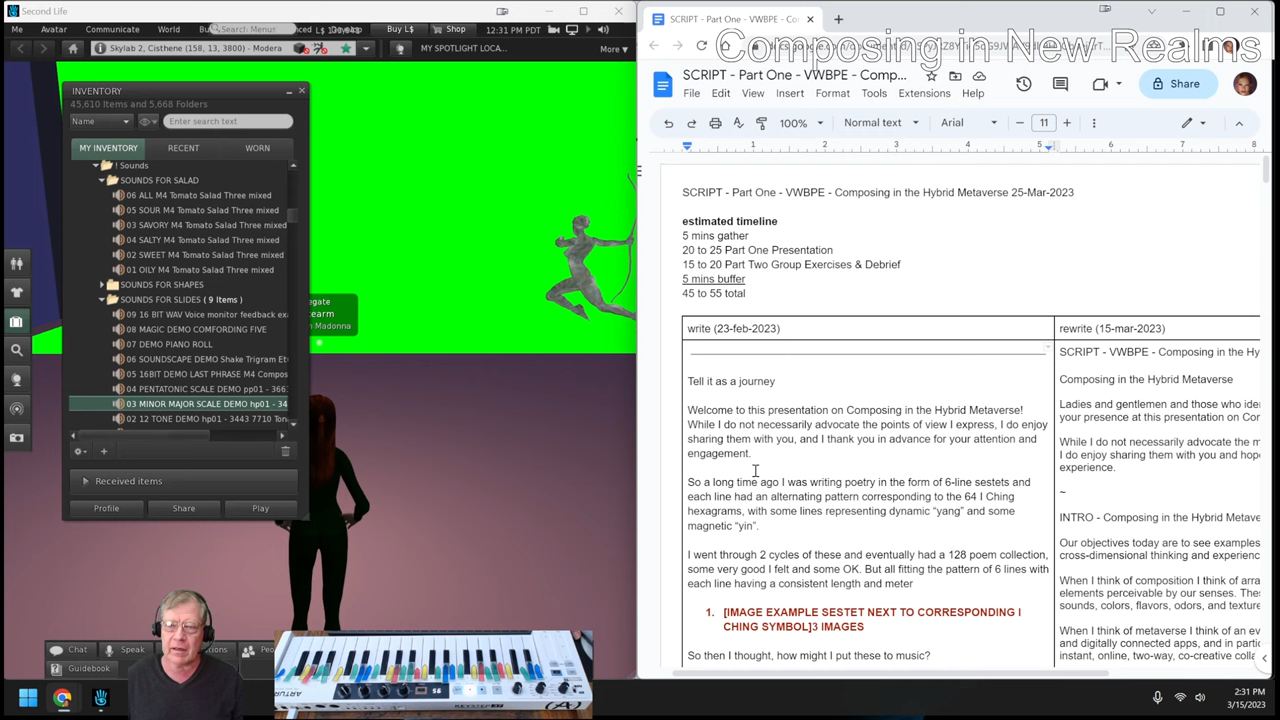 Second Life
Me Avatar Communicate World Bu Search Menus L$ 12:31 PM PDT Buy L$ Shop
Skylab 2, Cisthene (158, 13, 3800) - Modera MY SPOTLIGHT LOCA... More ▾
INVENTORY
45,610 Items and 5,668 Folders
Name Enter search text
MY INVENTORY RECENT WORN
! Sounds
SOUNDS FOR SALAD
06 ALL M4 Tomato Salad Three mixed
05 SOUR M4 Tomato Salad Three mixed
03 SAVORY M4 Tomato Salad Three mixed
04 SALTY M4 Tomato Salad Three mixed
02 SWEET M4 Tomato Salad Three mixed
01 OILY M4 Tomato Salad Three mixed
SOUNDS FOR SHAPES
SOUNDS FOR SLIDES ( 9 Items )
09 16 BIT WAV Voice monitor feedback exa
08 MAGIC DEMO COMFORDING FIVE
07 DEMO PIANO ROLL
06 SOUNDSCAPE DEMO Shake Trigram Et
05 16BIT DEMO LAST PHRASE M4 Compos
04 PENTATONIC SCALE DEMO pp01 - 366
03 MINOR MAJOR SCALE DEMO hp01 - 34
02 12 TONE DEMO hp01 - 3443 7710 Ton
Received items
Profile Share Play
egate
earm
Madonna
Chat Speak
Guidebook
ARTURIA
56
KEYSTEP 37
SCRIPT - Part One - VWBPE - Co
Composing in New Realms
SCRIPT - Part One - VWBPE - Comp...
File Edit View Insert Format Tools Extensions Help
Share
100% Normal text Arial 11
1 2 3 4 5 6 7 8
SCRIPT - Part One - VWBPE - Composing in the Hybrid Metaverse 25-Mar-2023
estimated timeline
5 mins gather
20 to 25 Part One Presentation
15 to 20 Part Two Group Exercises & Debrief
5 mins buffer
45 to 55 total
write (23-feb-2023)
Tell it as a journey
Welcome to this presentation on Composing in the Hybrid Metaverse!
While I do not necessarily advocate the points of view I express, I do enjoy
sharing them with you, and I thank you in advance for your attention and
engagement.
So a long time ago I was writing poetry in the form of 6-line sestets and
each line had an alternating pattern corresponding to the 64 I Ching
hexagrams, with some lines representing dynamic “yang” and some
magnetic “yin”.
I went through 2 cycles of these and eventually had a 128 poem collection,
some very good I felt and some OK. But all fitting the pattern of 6 lines with
each line having a consistent length and meter
1. [IMAGE EXAMPLE SESTET NEXT TO CORRESPONDING I
CHING SYMBOL]3 IMAGES
So then I thought, how might I put these to music?
rewrite (15-mar-2023)
SCRIPT - VWBPE - Composing in the Hy
Composing in the Hybrid Metaverse
Ladies and gentlemen and those who iden
your presence at this presentation on Cor
While I do not necessarily advocate the m
I do enjoy sharing them with you and hope
experience.
~
INTRO - Composing in the Hybrid Metave
Our objectives today are to see examples
cross-dimensional thinking and experienc
When I think of composition I think of arra
elements perceivable by our senses. Thes
sounds, colors, flavors, odors, and texture
When I think of metaverse I think of an ev
and digitally connected apps, and in partic
instant, online, two-way, co-creative colla
2:31 PM
3/15/2023